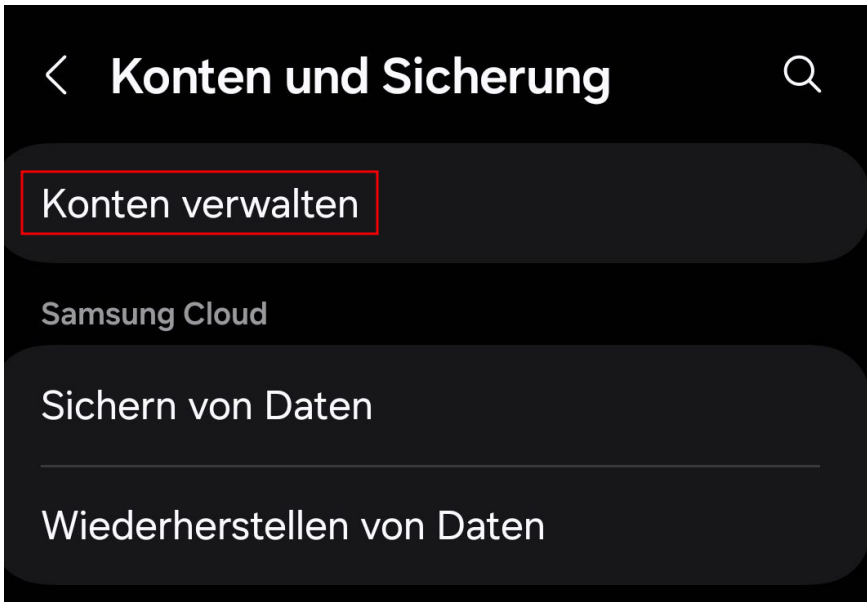 Konten und Sicherung
Konten verwalten
Samsung Cloud
Sichern von Daten
Wiederherstellen von Daten